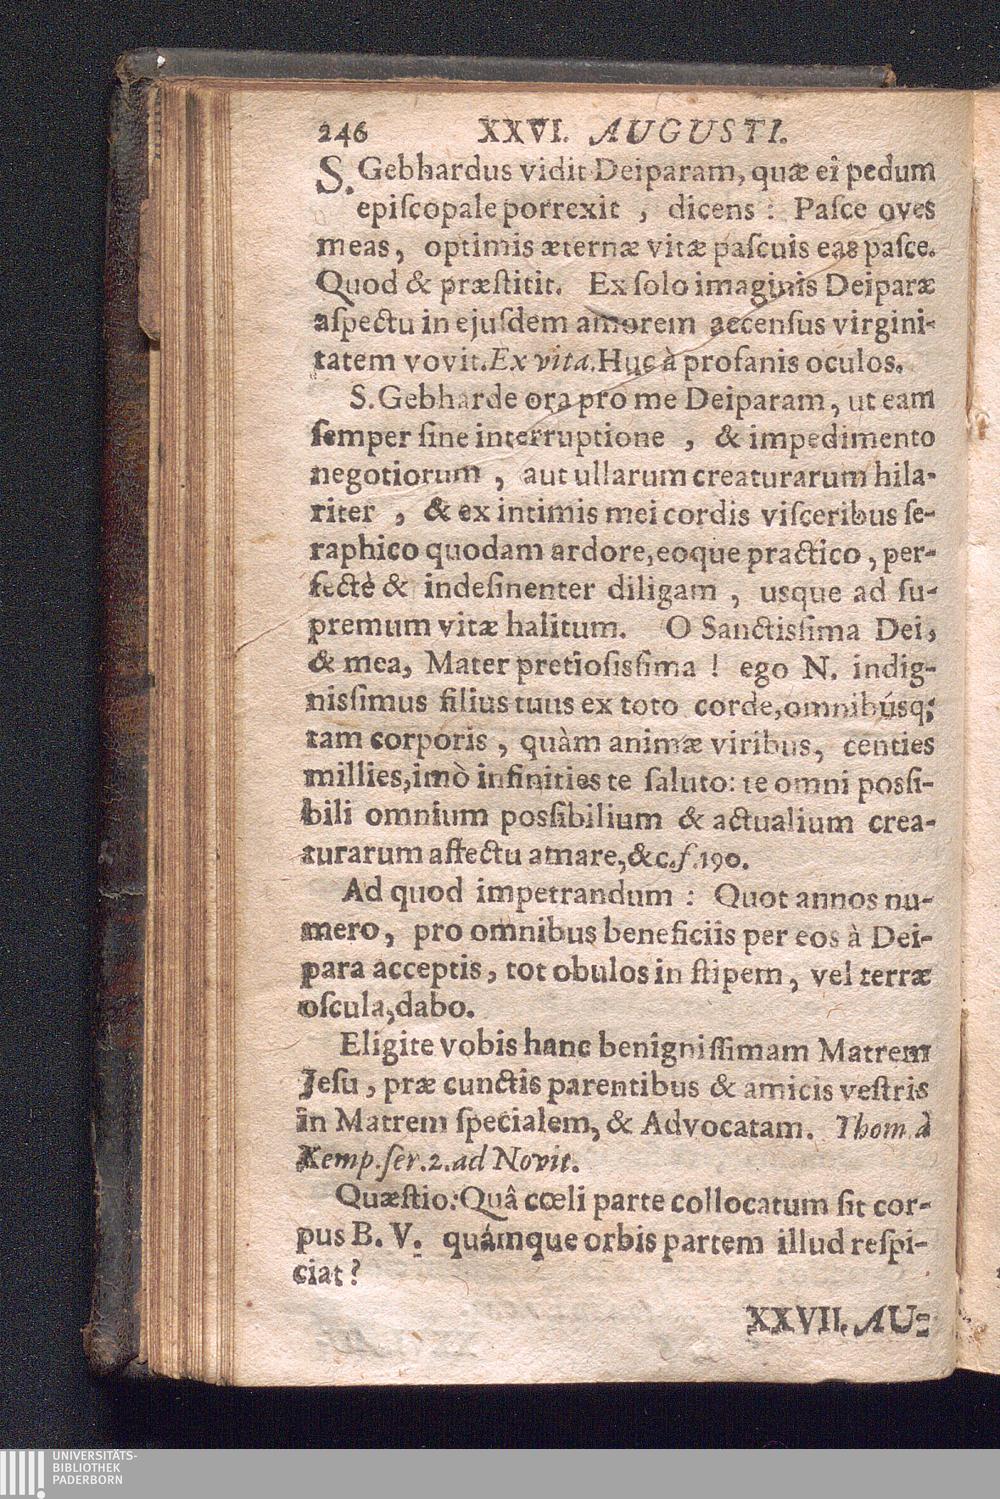 246 XXVI. AUGUSTI.
S. Gebhardus vidit Deiparam, quæ eî pedum
epiſcopale porrexit , dicens : Paſce oves
meas, optimis æternæ vitæ paſcuis eas paſce.
Quod & præſtitit. Ex ſolo imaginis Deiparæ
aſpectu in ejuſdem amorem accenſus virgini-
tatem vovit. Ex vita. Huc à profanis oculos.
S. Gebharde ora pro me Deiparam, ut eam
ſemper ſine interruptione , & impedimento
negotiorum , aut ullarum creaturarum hila-
riter , & ex intimis mei cordis viſceribus ſe-
raphico quodam ardore, eoque practico, per-
fectè & indeſinenter diligam , usque ad ſu-
premum vitæ halitum. O Sanctisſima Dei,
& mea, Mater pretiosisſima ! ego N. indig-
nisſimus filius tuus ex toto corde, omnibúsq;
tam corporis , quàm animæ viribus, centies
millies, imò infinities te ſaluto: te omni posſi-
bili omnium posſibilium & actualium crea-
turarum affectu amare, &c. f. 190.
Ad quod impetrandum : Quot annos nu-
mero, pro omnibus beneficiis per eos à Dei-
para acceptis, tot obulos in ſtipem, vel terræ
oſcula, dabo.
Eligite vobis hanc benigniſſimam Matrem
Jeſu, præ cunctis parentibus & amicis veſtris
in Matrem ſpecialem, & Advocatam. Thom à
Kemp. ſer. 2. ad Novit.
Quæſtio: Quâ cœli parte collocatum ſit cor-
pus B. V. quámque orbis partem illud reſpi-
ciat?
XXVII. AU-
UNIVERSITÄTS-
BIBLIOTHEK
PADERBORN